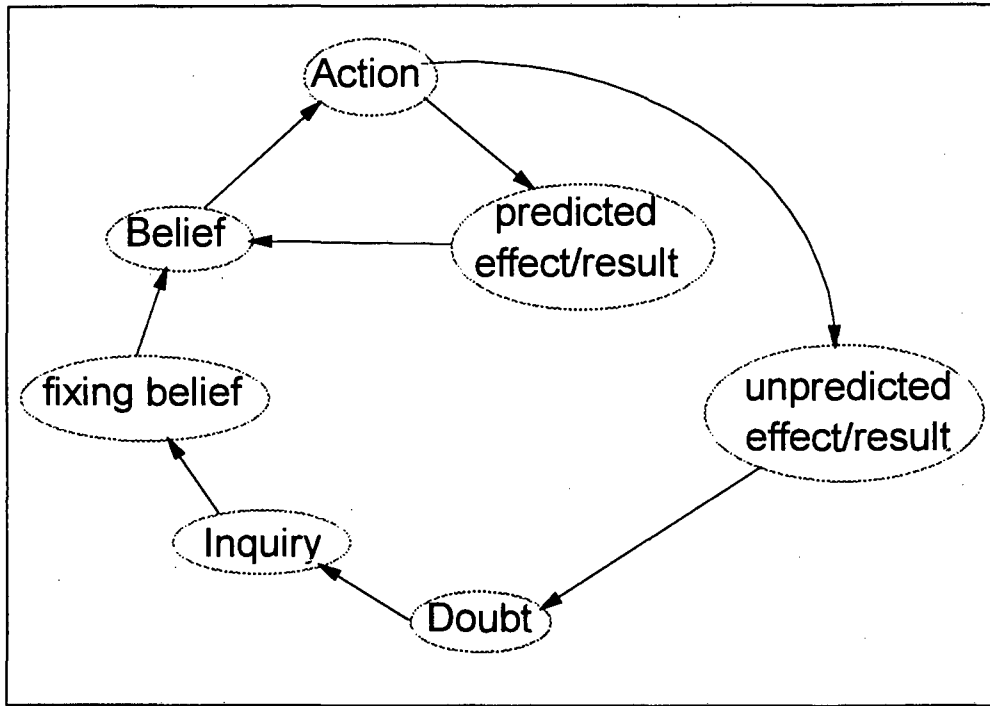 Action
predicted
effect/result
Belief
unpredicted
effect/result
fixing belief
Inquiry
Doubt